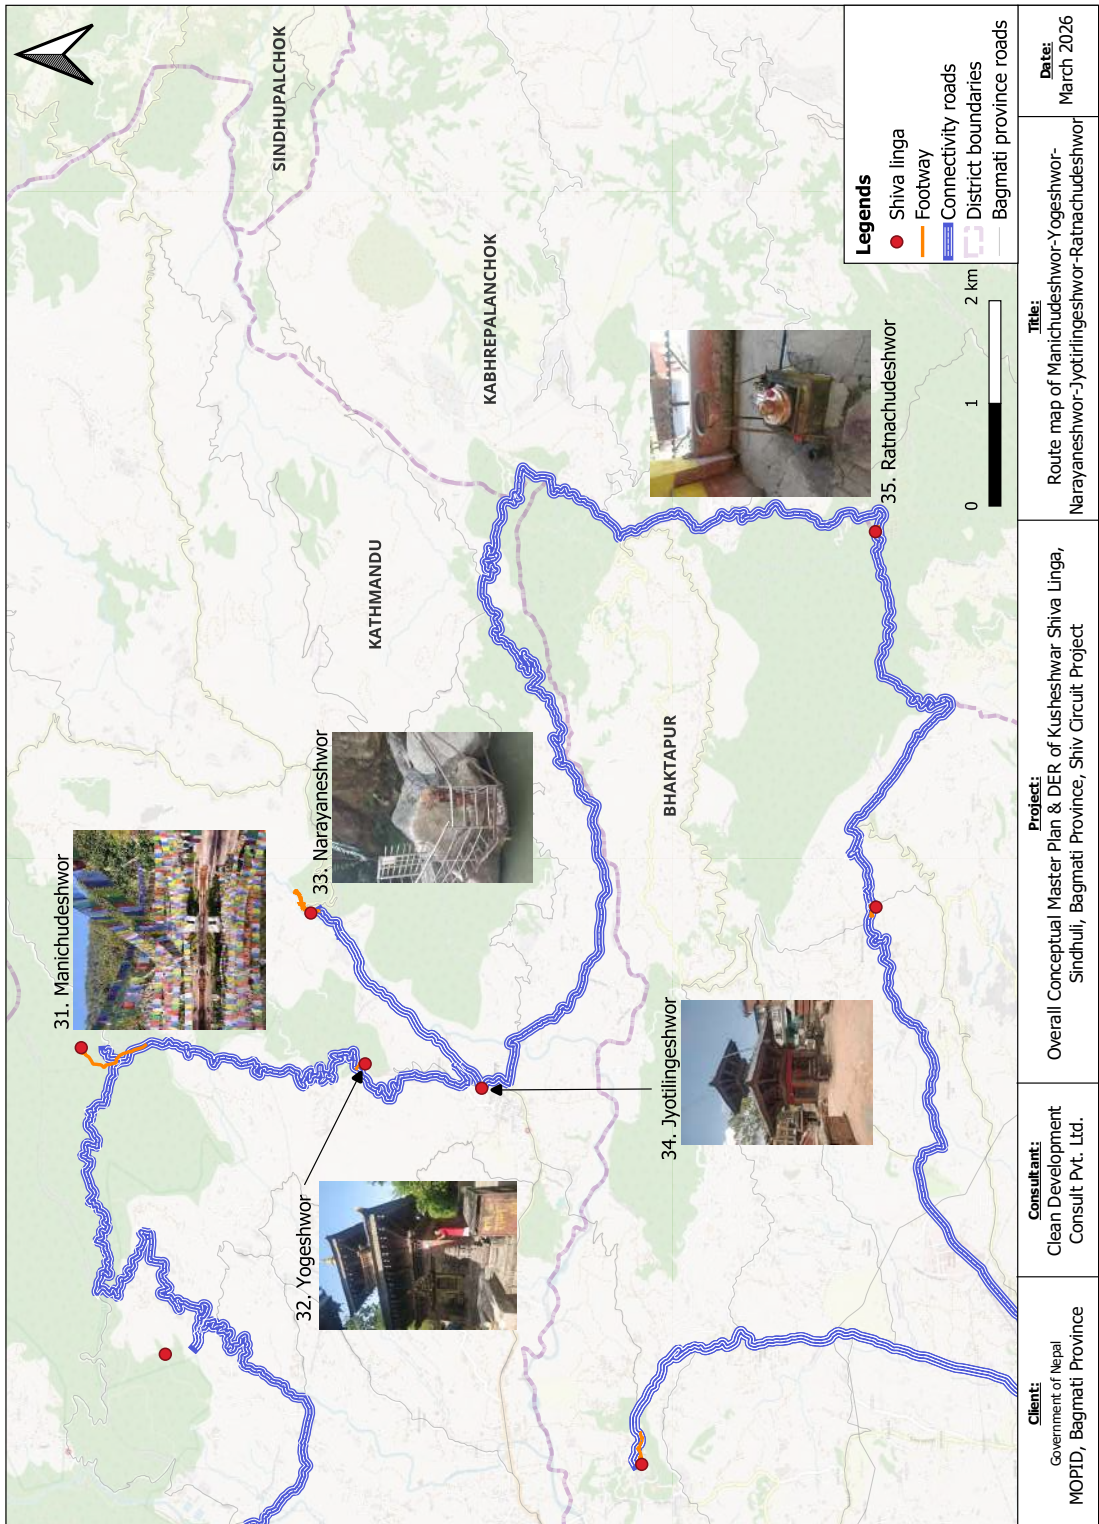 SINDHUPALCHOK
KABHREPALANCHOK
KATHMANDU
BHAKTAPUR
31. Manichudeshwor
32. Yogeshwor
33. Narayaneshwor
34. Jyotilingeshwor
35. Ratnachudeshwor
0 1 2 km
Legends
Shiva linga
Footway
Connectivity roads
District boundaries
Bagmati province roads
Client:
Government of Nepal
MOPID, Bagmati Province
Consultant:
Clean Development
Consult Pvt. Ltd.
Project:
Overall Conceptual Master Plan & DER of Kusheshwar Shiva Linga,
Sindhuli, Bagmati Province, Shiv Circuit Project
Title:
Route map of Manichudeshwor-Yogeshwor-
Narayaneshwor-Jyotirlingeshwor-Ratnachudeshwor
Date:
March 2026